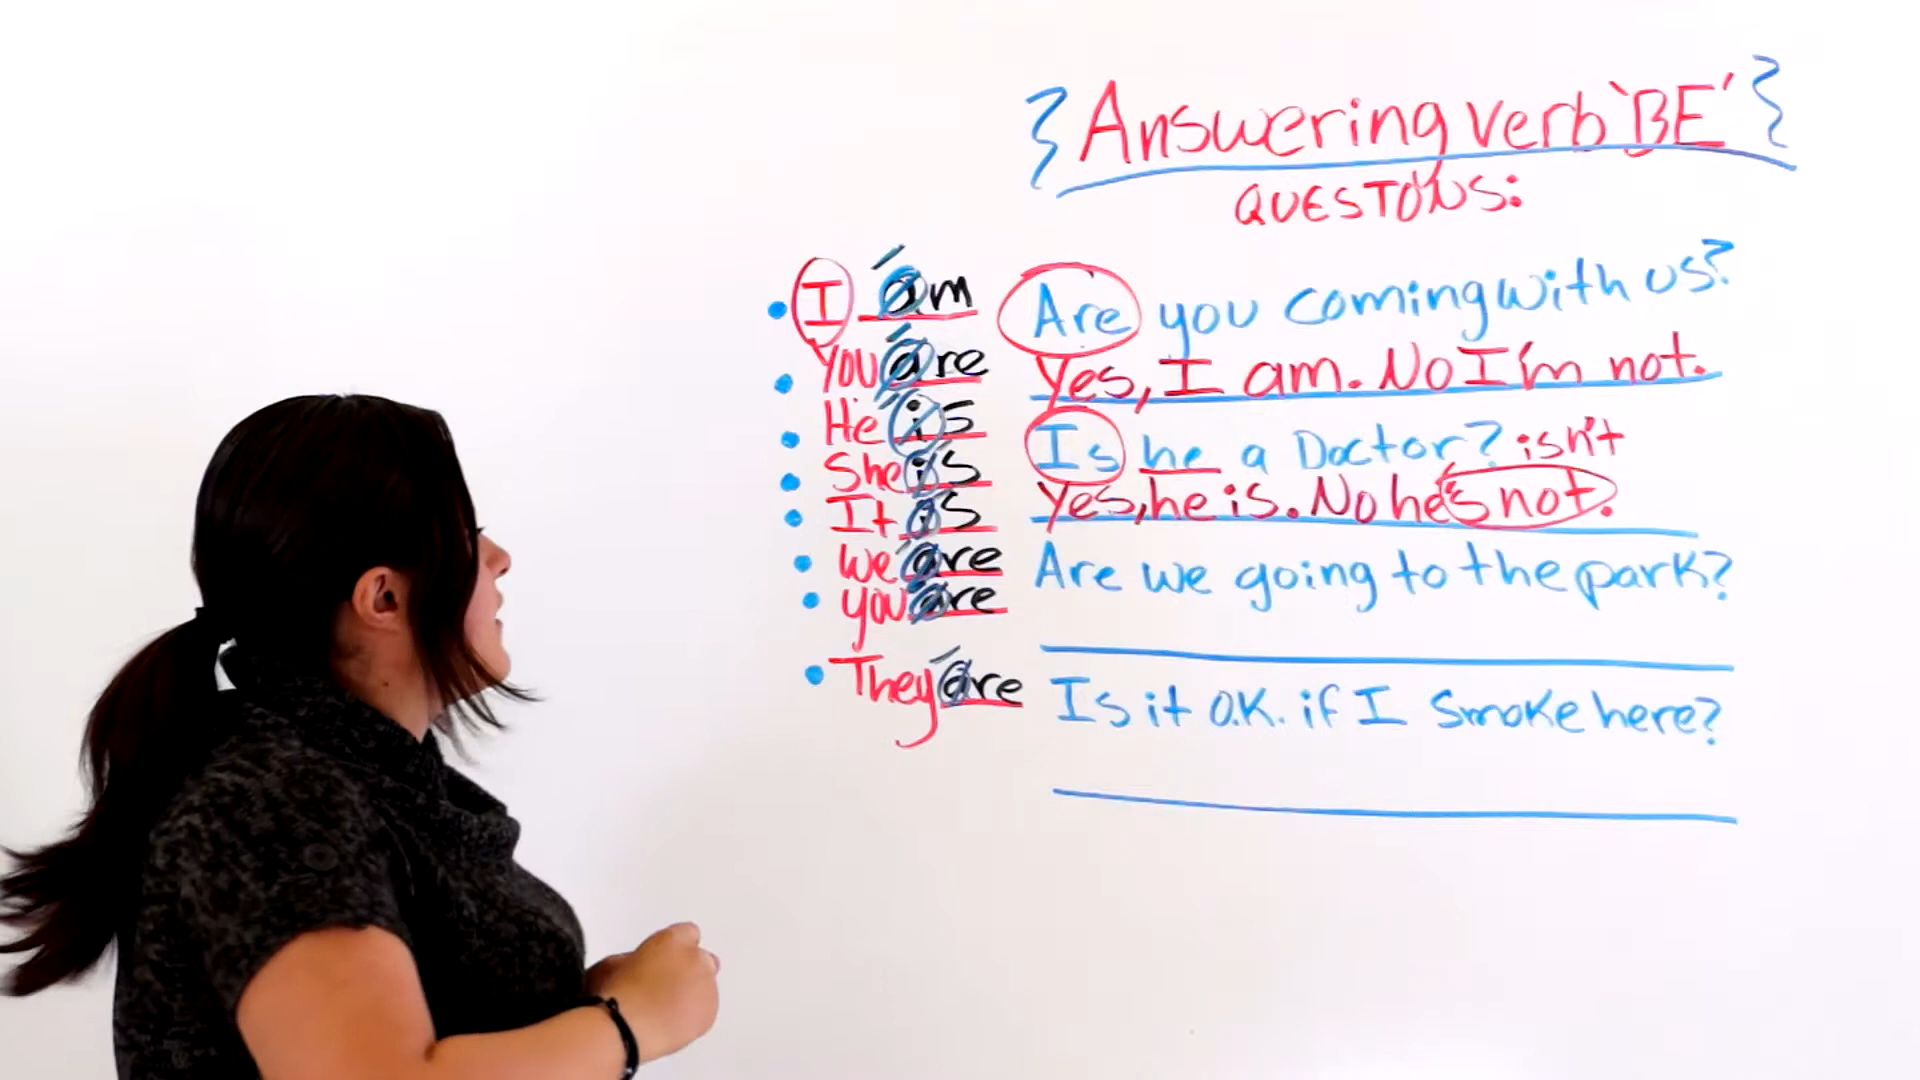 { Answering verb 'BE' }
QUESTONS:
I am
You are
He is
She is
It is
we are
you are
They are
Are you coming with us?
Yes, I am. No I'm not.
Is he a Doctor? isn't
Yes, he is. No he's not.
Are we going to the park?
Is it O.K. if I smoke here?